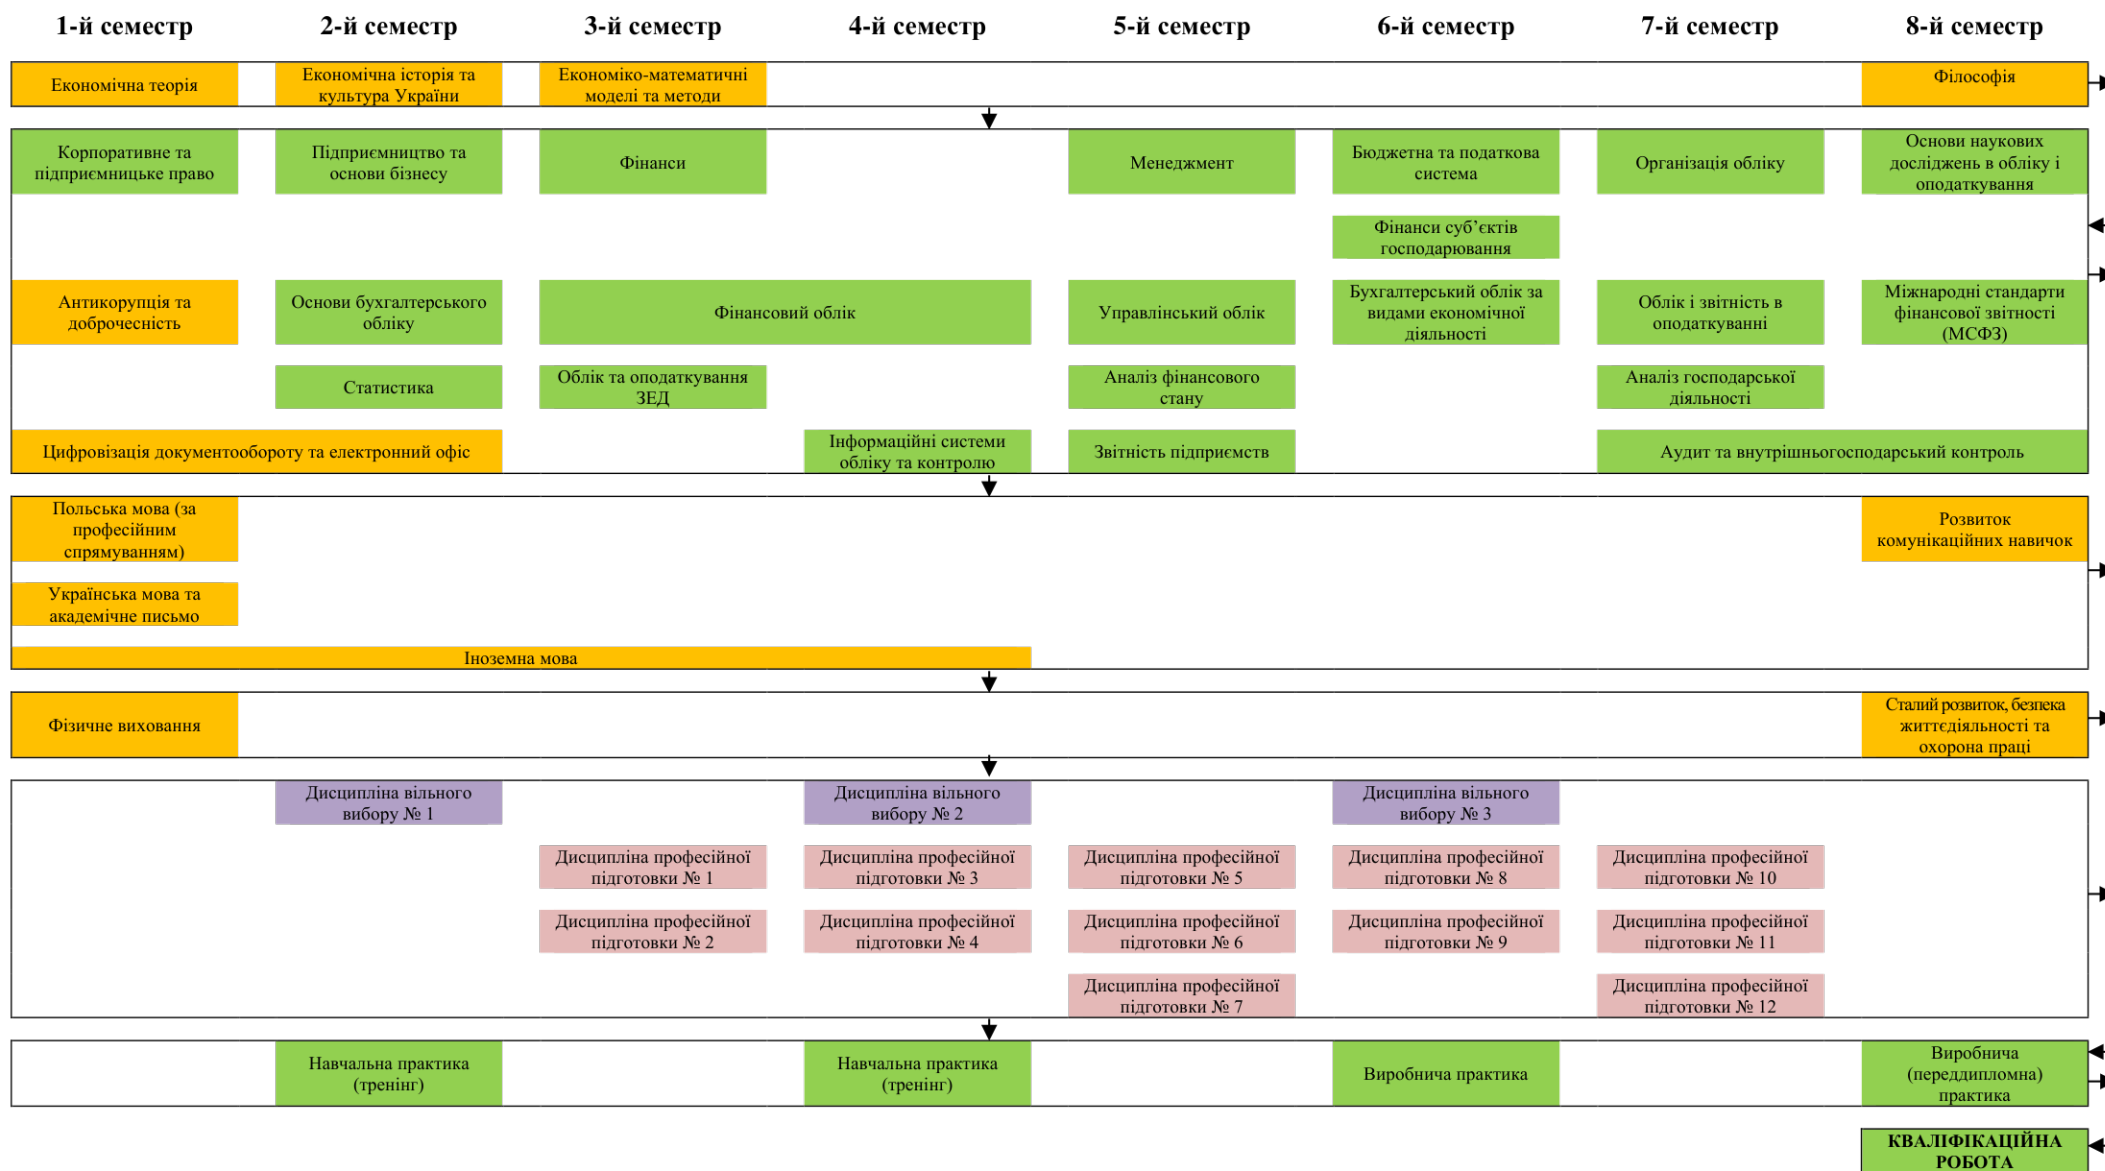 1-й семестр
2-й семестр
3-й семестр
4-й семестр
5-й семестр
6-й семестр
7-й семестр
8-й семестр
Економічна теорія
Економічна історія та
культура України
Економіко-математичні
моделі та методи
Філософія
Корпоративне та
підприємницьке право
Підприємництво та
основи бізнесу
Фінанси
Менеджмент
Бюджетна та податкова
система
Організація обліку
Основи наукових
досліджень в обліку і
оподаткування
Фінанси суб’єктів
господарювання
Антикорупція та
доброчесність
Основи бухгалтерського
обліку
Фінансовий облік
Управлінський облік
Бухгалтерський облік за
видами економічної
діяльності
Облік і звітність в
оподаткуванні
Міжнародні стандарти
фінансової звітності
(МСФЗ)
Статистика
Облік та оподаткування
ЗЕД
Аналіз фінансового
стану
Аналіз господарської
діяльності
Цифровізація документообороту та електронний офіс
Інформаційні системи
обліку та контролю
Звітність підприємств
Аудит та внутрішньогосподарський контроль
Польська мова (за
професійним
спрямуванням)
Розвиток
комунікаційних навичок
Українська мова та
академічне письмо
Іноземна мова
Фізичне виховання
Сталий розвиток, безпека
життєдіяльності та
охорона праці
Дисципліна вільного
вибору № 1
Дисципліна вільного
вибору № 2
Дисципліна вільного
вибору № 3
Дисципліна професійної
підготовки № 1
Дисципліна професійної
підготовки № 3
Дисципліна професійної
підготовки № 5
Дисципліна професійної
підготовки № 8
Дисципліна професійної
підготовки № 10
Дисципліна професійної
підготовки № 2
Дисципліна професійної
підготовки № 4
Дисципліна професійної
підготовки № 6
Дисципліна професійної
підготовки № 9
Дисципліна професійної
підготовки № 11
Дисципліна професійної
підготовки № 7
Дисципліна професійної
підготовки № 12
Навчальна практика
(тренінг)
Навчальна практика
(тренінг)
Виробнича практика
Виробнича
(переддипломна)
практика
КВАЛІФІКАЦІЙНА
РОБОТА